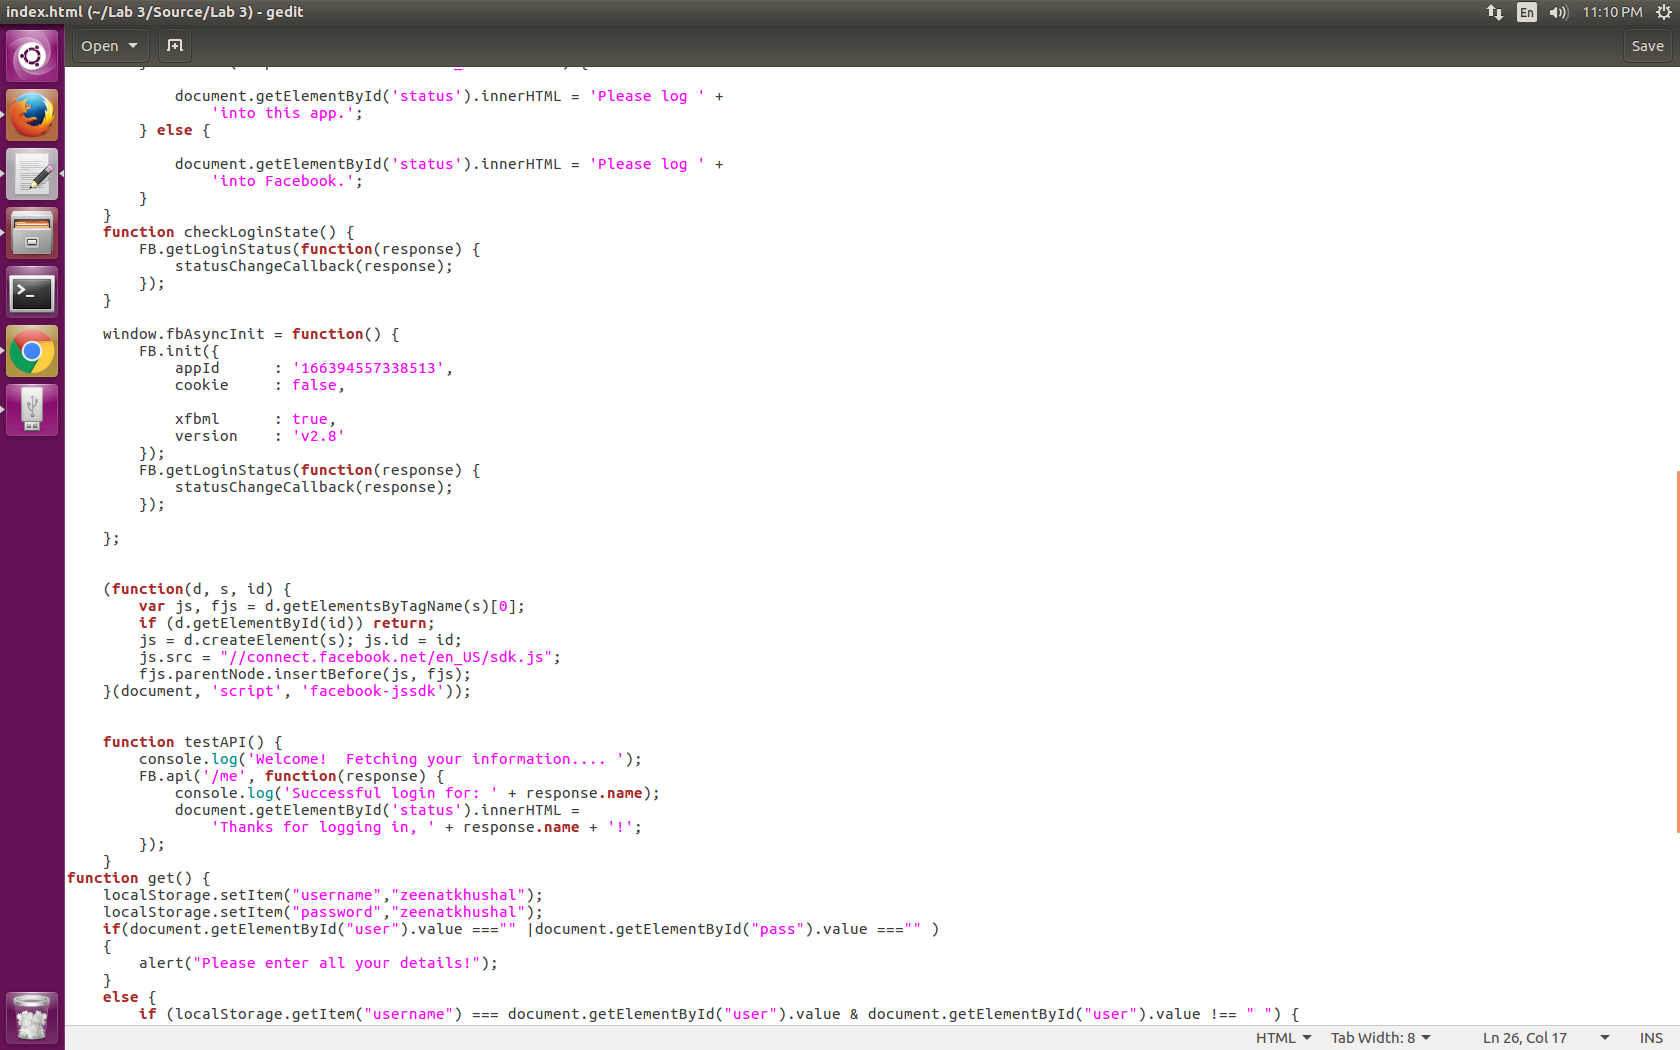 index.html (~/Lab 3/Source/Lab 3) - gedit
En
11:10 PM
Open
Save
document.getElementById('status').innerHTML = 'Please log ' +
'into this app.';
} else {
document.getElementById('status').innerHTML = 'Please log ' +
'into Facebook.';
}
}
function checkLoginState() {
FB.getLoginStatus(function(response) {
statusChangeCallback(response);
});
}
window.fbAsyncInit = function() {
FB.init({
appId      : '166394557338513',
cookie     : false,
xfbml      : true,
version    : 'v2.8'
});
FB.getLoginStatus(function(response) {
statusChangeCallback(response);
});
};
(function(d, s, id) {
var js, fjs = d.getElementsByTagName(s)[0];
if (d.getElementById(id)) return;
js = d.createElement(s); js.id = id;
js.src = "//connect.facebook.net/en_US/sdk.js";
fjs.parentNode.insertBefore(js, fjs);
}(document, 'script', 'facebook-jssdk'));
function testAPI() {
console.log('Welcome!  Fetching your information.... ');
FB.api('/me', function(response) {
console.log('Successful login for: ' + response.name);
document.getElementById('status').innerHTML =
'Thanks for logging in, ' + response.name + '!';
});
}
function get() {
localStorage.setItem("username","zeenatkhushal");
localStorage.setItem("password","zeenatkhushal");
if(document.getElementById("user").value ==="" |document.getElementById("pass").value ==="" )
{
alert("Please enter all your details!");
}
else {
if (localStorage.getItem("username") === document.getElementById("user").value & document.getElementById("user").value !== " ") {
HTML
Tab Width: 8
Ln 26, Col 17
INS